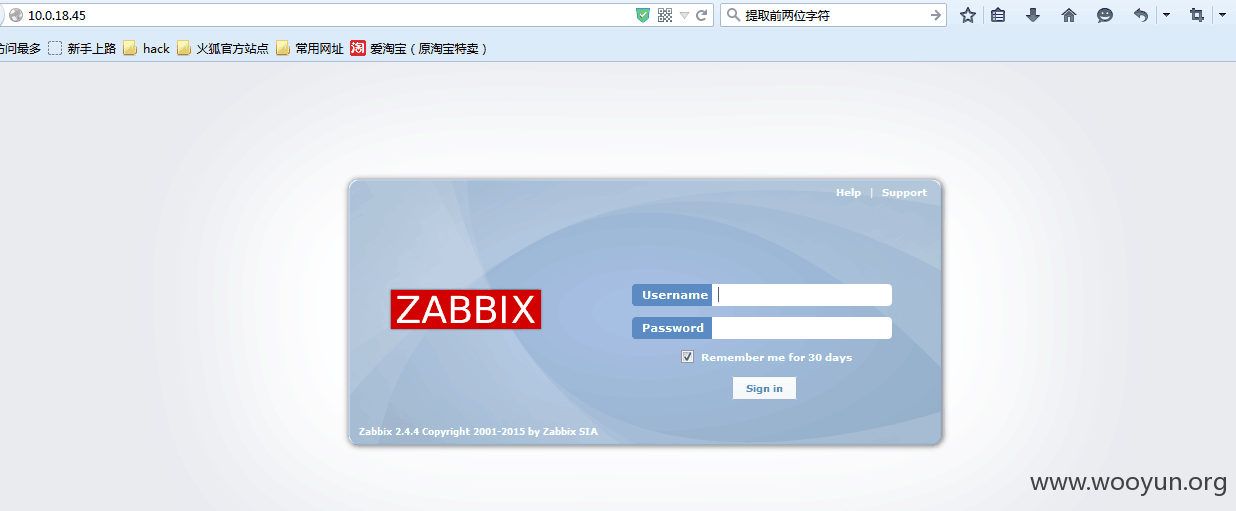 10.0.18.45 提取前两位字符
问最多 新手上路 hack 火狐官方站点 常用网址 淘 爱淘宝（原淘宝特卖）
Help | Support
ZABBIX
Username
Password
Remember me for 30 days
Sign in
Zabbix 2.4.4 Copyright 2001-2015 by Zabbix SIA
www.wooyun.org